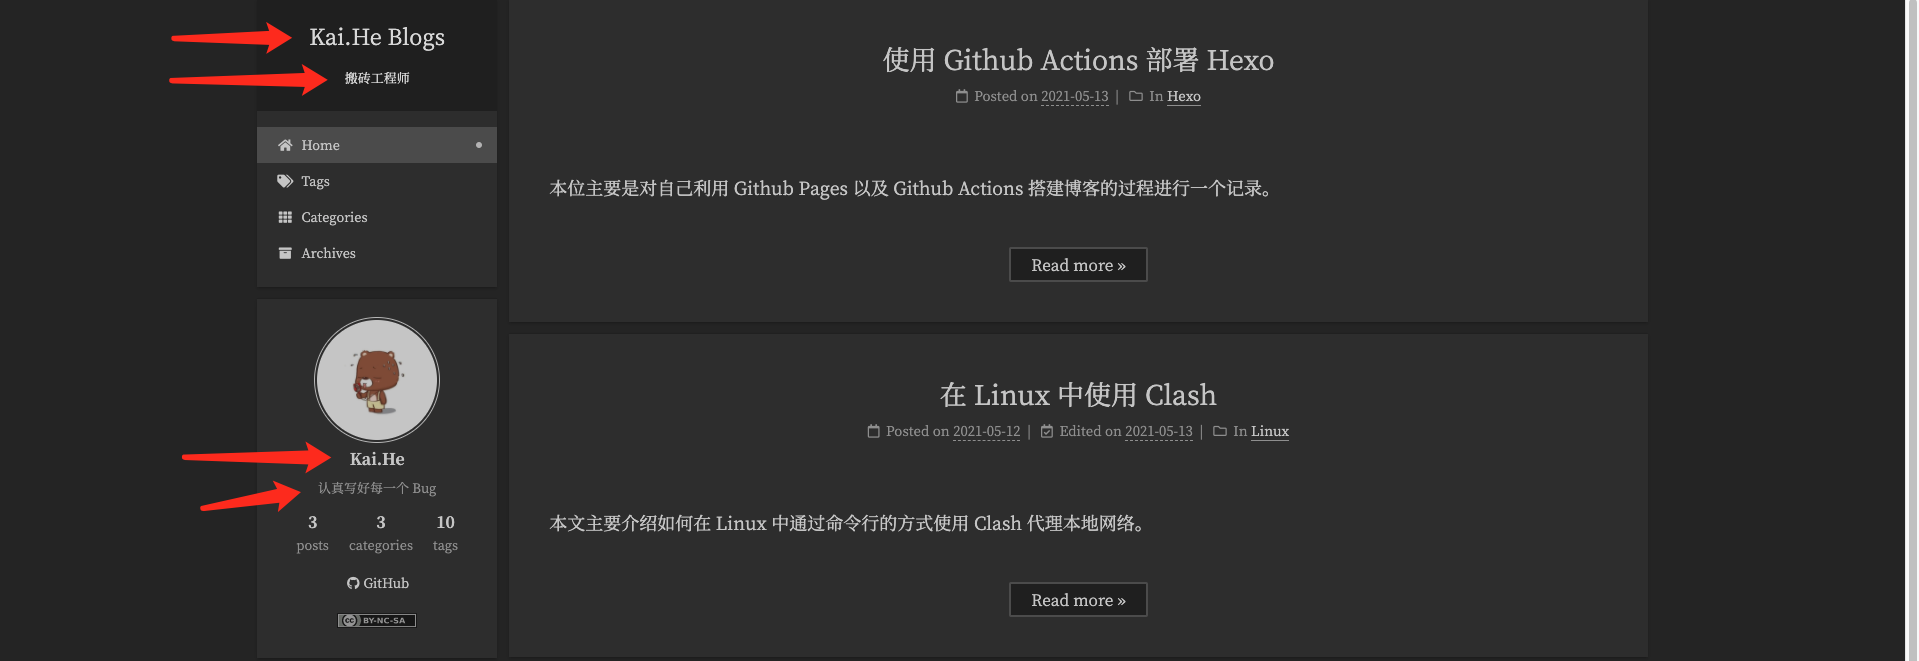 Kai.He Blogs
搬砖工程师
Home
Tags
Categories
Archives
Kai.He
认真写好每一个 Bug
3 3 10
posts categories tags
GitHub
cc BY-NC-SA
使用 Github Actions 部署 Hexo
Posted on 2021-05-13 | In Hexo
本位主要是对自己利用 Github Pages 以及 Github Actions 搭建博客的过程进行一个记录。
Read more »
在 Linux 中使用 Clash
Posted on 2021-05-12 | Edited on 2021-05-13 | In Linux
本文主要介绍如何在 Linux 中通过命令行的方式使用 Clash 代理本地网络。
Read more »